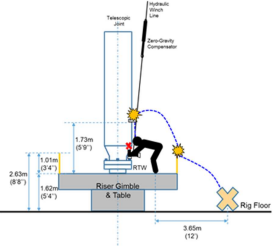 Hydraulic
Winch
Line
Telescopic
Joint
Zero-Gravity
Compensator
1.73m
(5'9'')
RTW
1.01m
(3'4'')
2.63m
(8'8'')
1.62m
(5'4'')
Riser Gimble
& Table
Rig Floor
3.65m
(12')